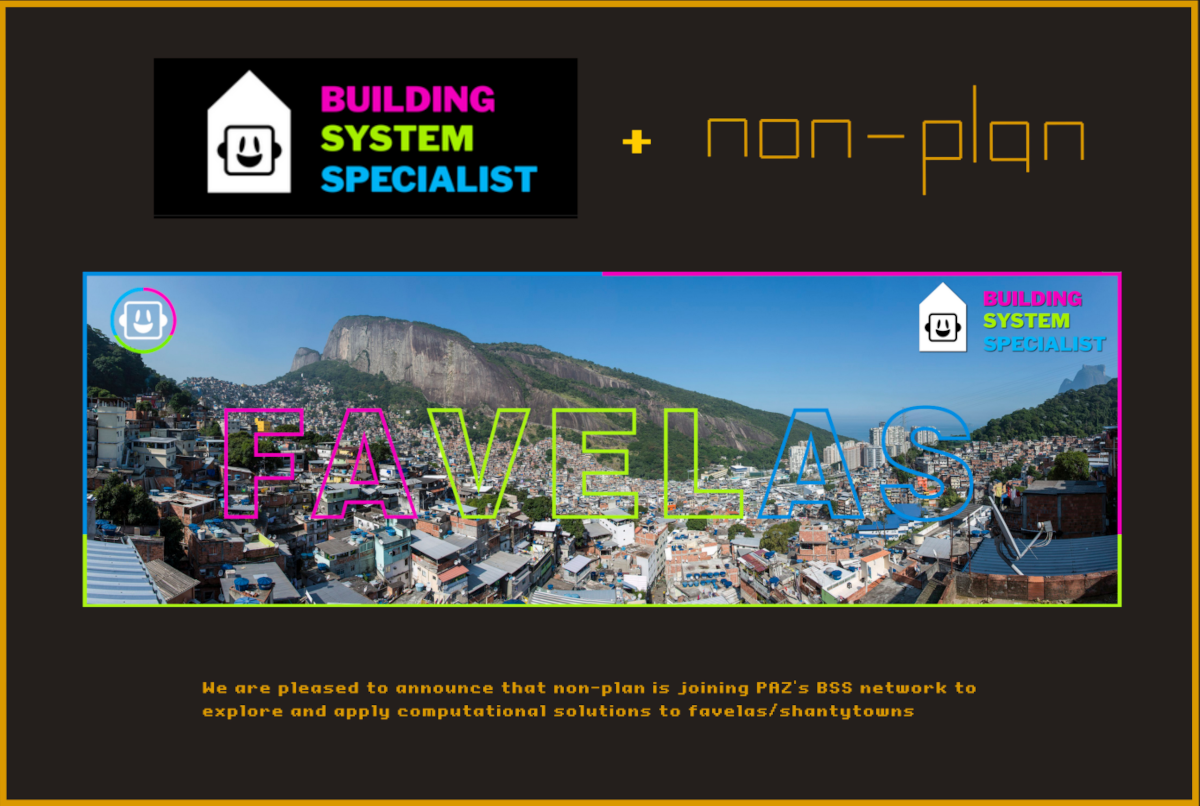 BUILDING
SYSTEM
SPECIALIST
+ non-plan
BUILDING
SYSTEM
SPECIALIST
FAVELAS
We are pleased to announce that non-plan is joining PAZ's BSS network to
explore and apply computational solutions to favelas/shantytowns